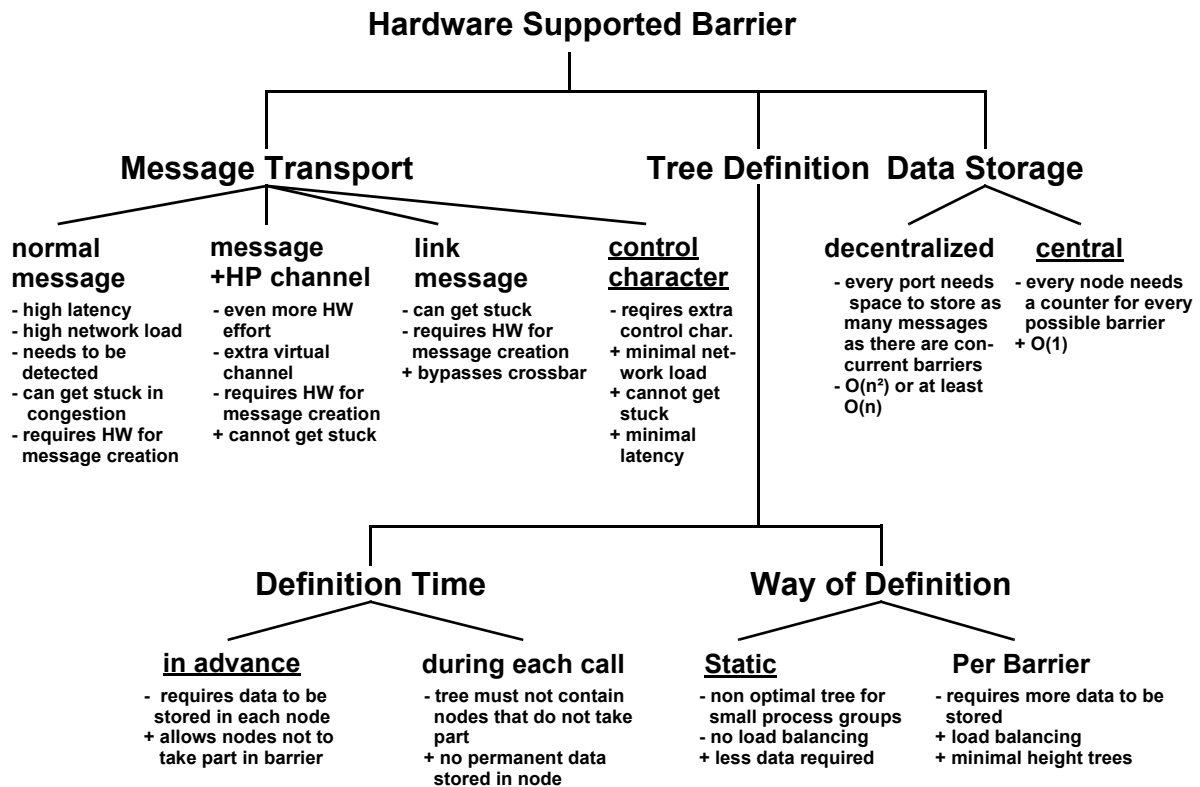 Hardware Supported Barrier
Message Transport
Tree Definition
Data Storage
normal
message
- high latency
- high network load
- needs to be
detected
- can get stuck in
congestion
- requires HW for
message creation
message
+HP channel
- even more HW
effort
- extra virtual
channel
- requires HW for
message creation
+ cannot get stuck
link
message
- can get stuck
- requires HW for
message creation
+ bypasses crossbar
control
character
- reqires extra
control char.
+ minimal net-
work load
+ cannot get
stuck
+ minimal
latency
decentralized
- every port needs
space to store as
many messages
as there are con-
current barriers
- O(n²) or at least
O(n)
central
- every node needs
a counter for every
possible barrier
+ O(1)
Definition Time
Way of Definition
in advance
- requires data to be
stored in each node
+ allows nodes not to
take part in barrier
during each call
- tree must not contain
nodes that do not take
part
+ no permanent data
stored in node
Static
- non optimal tree for
small process groups
- no load balancing
+ less data required
Per Barrier
- requires more data to be
stored
+ load balancing
+ minimal height trees